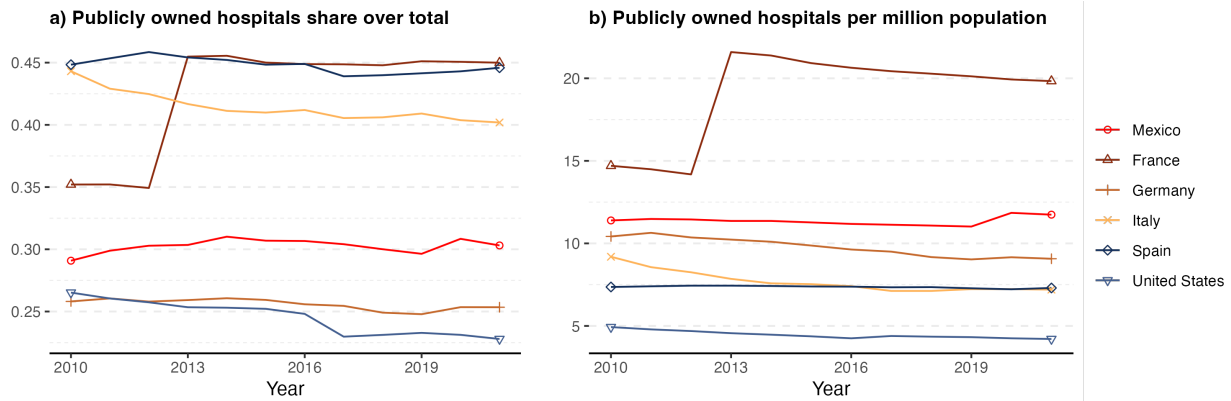 a) Publicly owned hospitals share over total
0.45
0.40
0.35
0.30
0.25
2010
2013
2016
2019
Year
b) Publicly owned hospitals per million population
20
15
10
5
2010
2013
2016
2019
Year
Mexico
France
Germany
Italy
Spain
United States